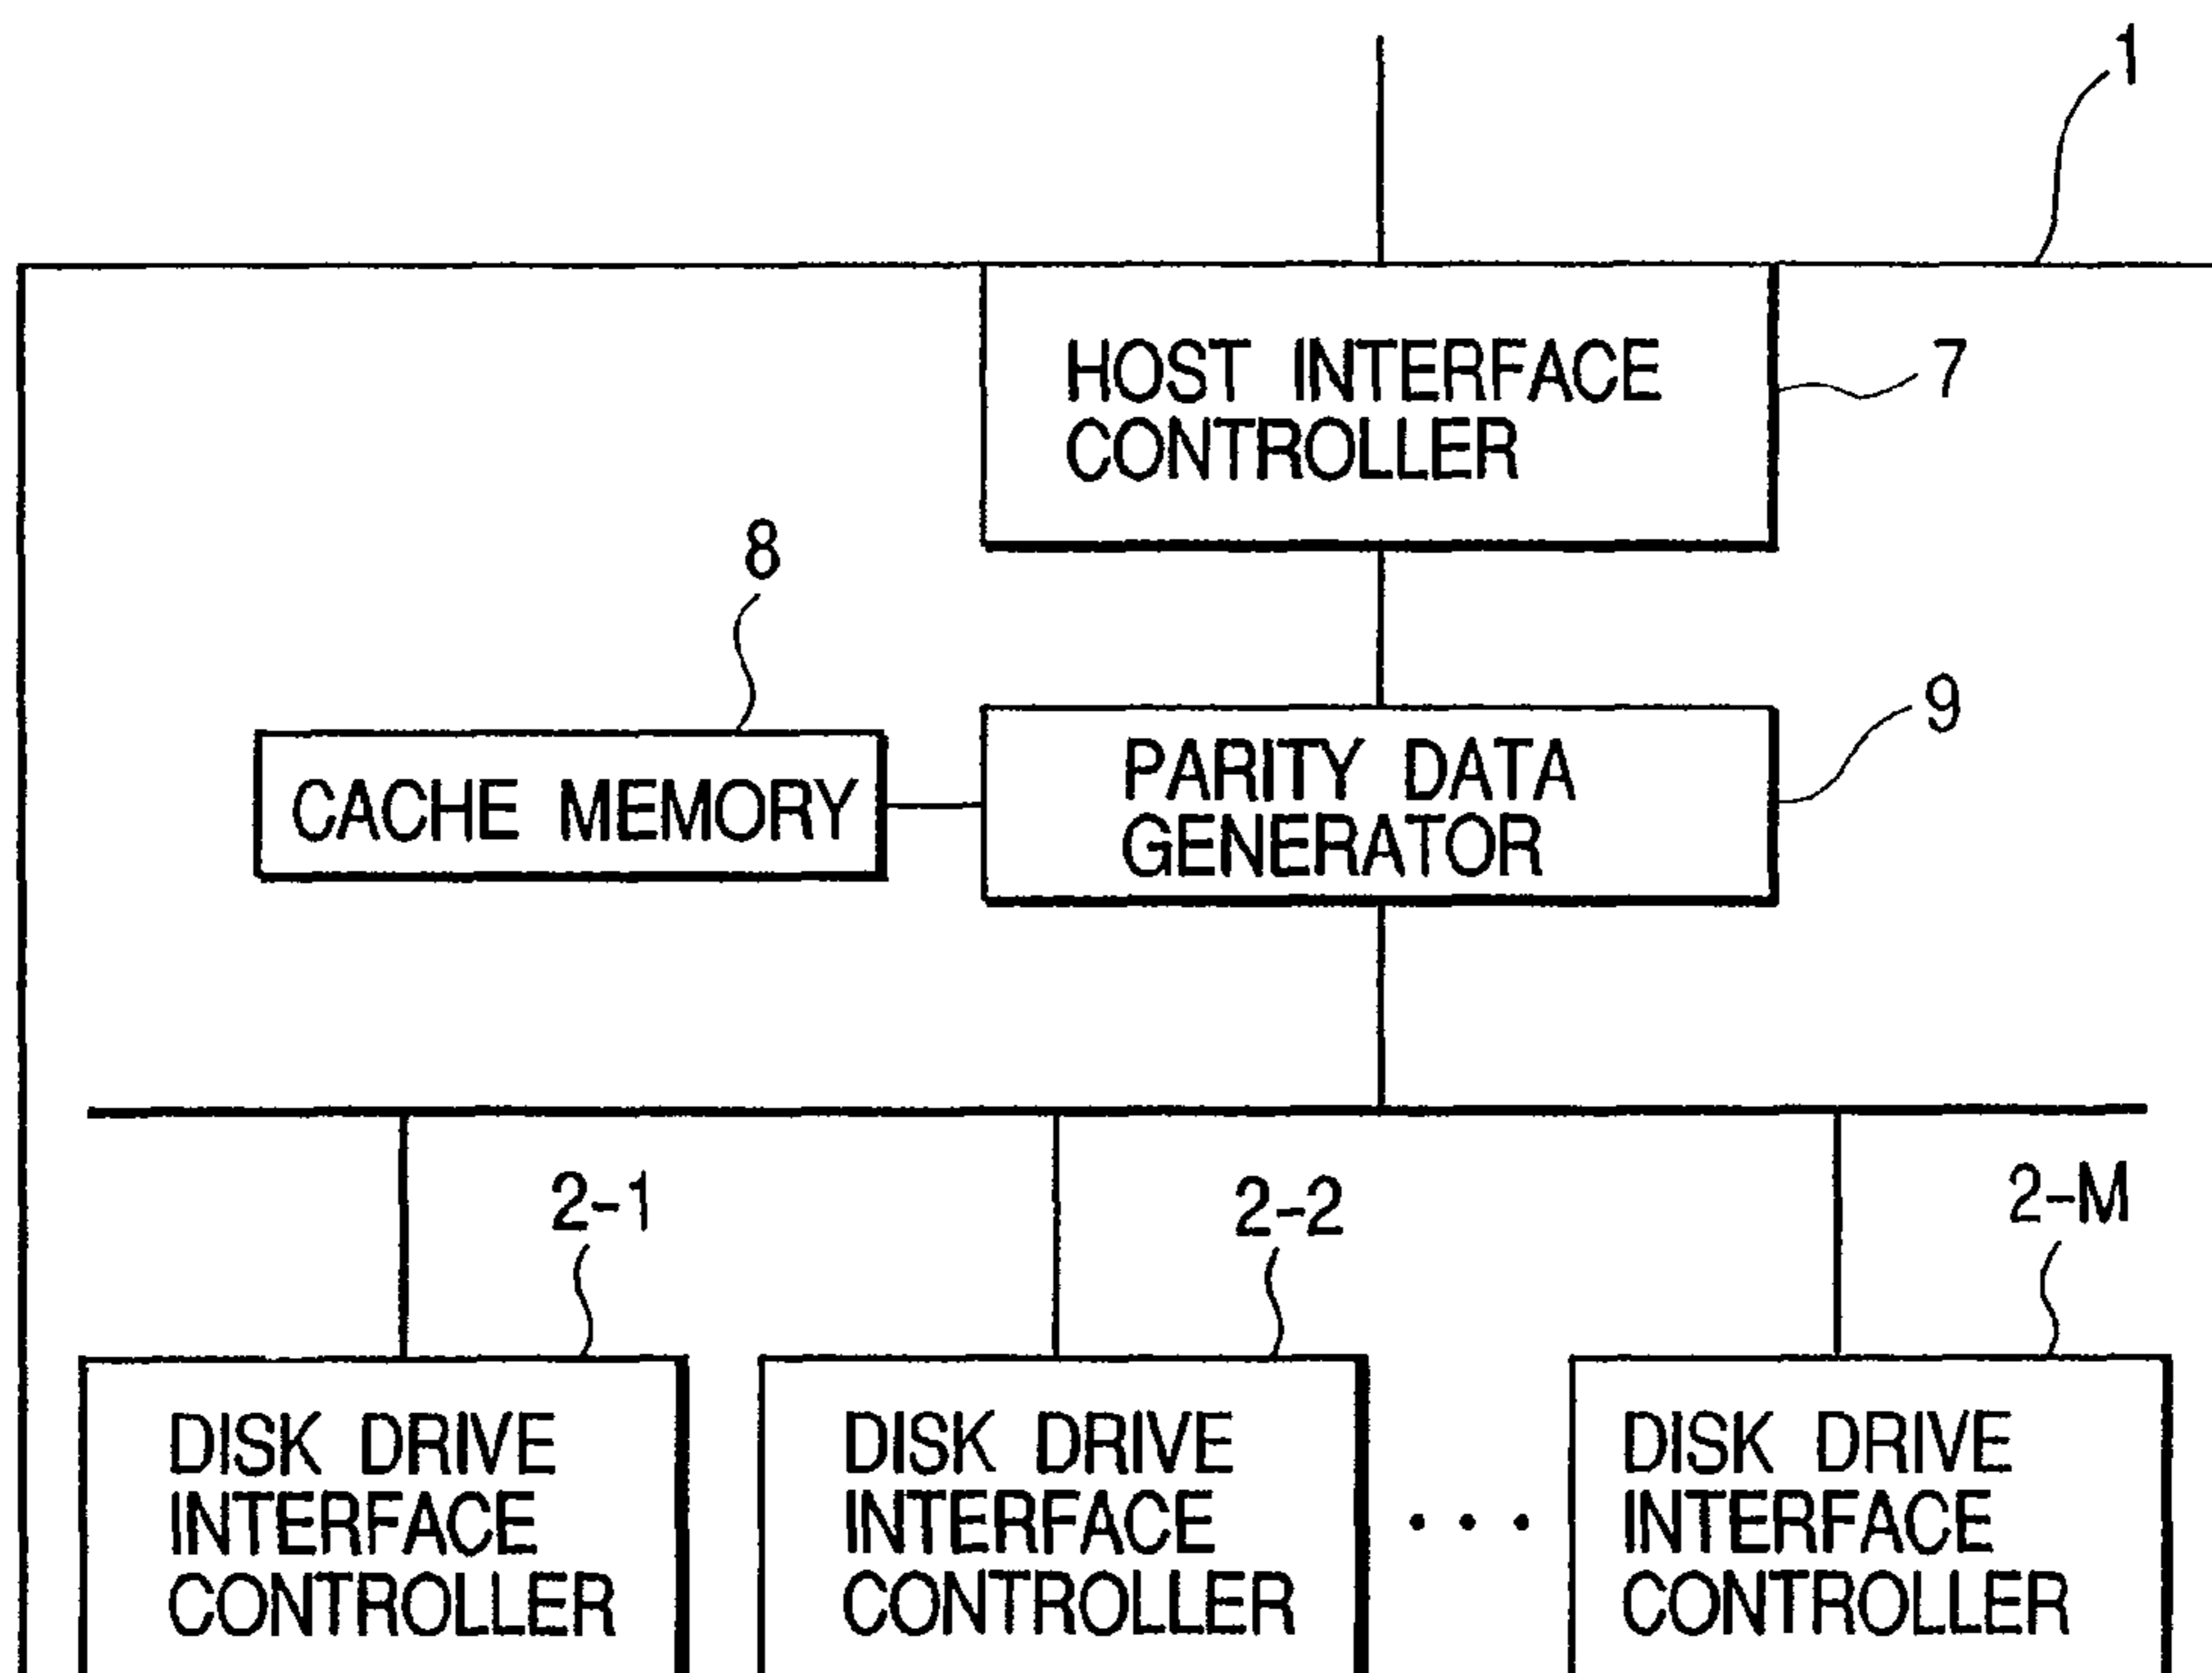 1
HOST INTERFACE
CONTROLLER
7
8
CACHE MEMORY
PARITY DATA
GENERATOR
9
2-1
2-2
2-M
DISK DRIVE
INTERFACE
CONTROLLER
DISK DRIVE
INTERFACE
CONTROLLER
...
DISK DRIVE
INTERFACE
CONTROLLER